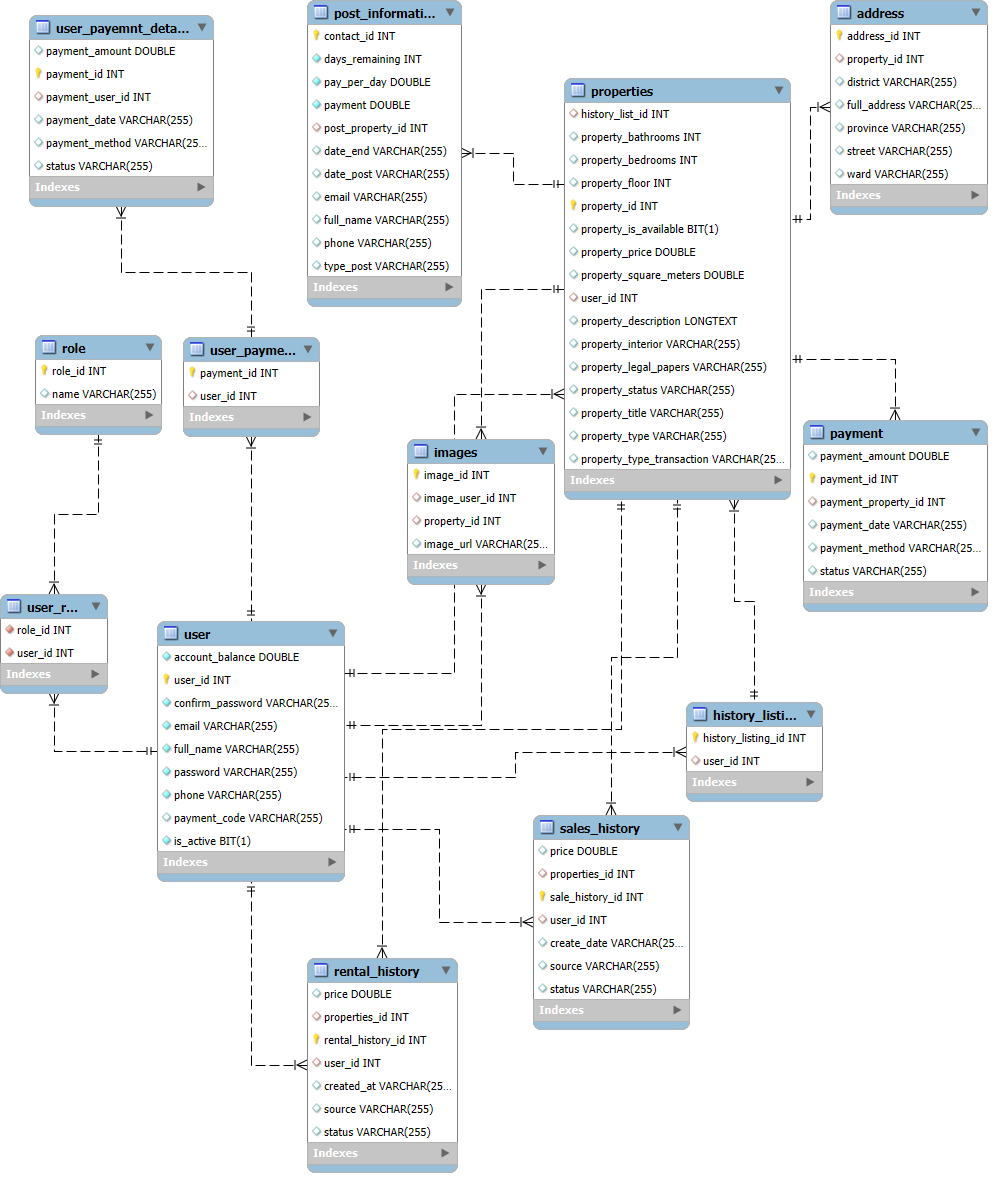 user_payemnt_deta...
payment_amount DOUBLE
payment_id INT
payment_user_id INT
payment_date VARCHAR(255)
payment_method VARCHAR(25...
status VARCHAR(255)
Indexes
post_informati...
contact_id INT
days_remaining INT
pay_per_day DOUBLE
payment DOUBLE
post_property_id INT
date_end VARCHAR(255)
date_post VARCHAR(255)
email VARCHAR(255)
full_name VARCHAR(255)
phone VARCHAR(255)
type_post VARCHAR(255)
Indexes
properties
history_list_id INT
property_bathrooms INT
property_bedrooms INT
property_floor INT
property_id INT
property_is_available BIT(1)
property_price DOUBLE
property_square_meters DOUBLE
user_id INT
property_description LONGTEXT
property_interior VARCHAR(255)
property_legal_papers VARCHAR(255)
property_status VARCHAR(255)
property_title VARCHAR(255)
property_type VARCHAR(255)
property_type_transaction VARCHAR(25...
Indexes
address
address_id INT
property_id INT
district VARCHAR(255)
full_address VARCHAR(25...
province VARCHAR(255)
street VARCHAR(255)
ward VARCHAR(255)
Indexes
role
role_id INT
name VARCHAR(255)
Indexes
user_payme...
payment_id INT
user_id INT
Indexes
images
image_id INT
image_user_id INT
property_id INT
image_url VARCHAR(25...
Indexes
payment
payment_amount DOUBLE
payment_id INT
payment_property_id INT
payment_date VARCHAR(255)
payment_method VARCHAR(25...
status VARCHAR(255)
Indexes
user_r...
role_id INT
user_id INT
Indexes
user
account_balance DOUBLE
user_id INT
confirm_password VARCHAR(25...
email VARCHAR(255)
full_name VARCHAR(255)
password VARCHAR(255)
phone VARCHAR(255)
payment_code VARCHAR(255)
is_active BIT(1)
Indexes
history_listi...
history_listing_id INT
user_id INT
Indexes
sales_history
price DOUBLE
properties_id INT
sale_history_id INT
user_id INT
create_date VARCHAR(25...
source VARCHAR(255)
status VARCHAR(255)
Indexes
rental_history
price DOUBLE
properties_id INT
rental_history_id INT
user_id INT
created_at VARCHAR(25...
source VARCHAR(255)
status VARCHAR(255)
Indexes